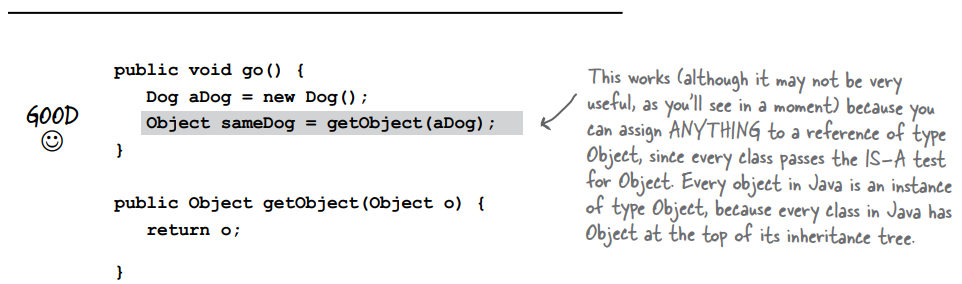 public void go() {
Dog aDog = new Dog();
Object sameDog = getObject(aDog);
}
public Object getObject(Object o) {
return o;
}
GOOD
This works (although it may not be very
useful, as you'll see in a moment) because you
can assign ANYTHING to a reference of type
Object, since every class passes the IS-A test
for Object. Every object in Java is an instance
of type Object, because every class in Java has
Object at the top of its inheritance tree.